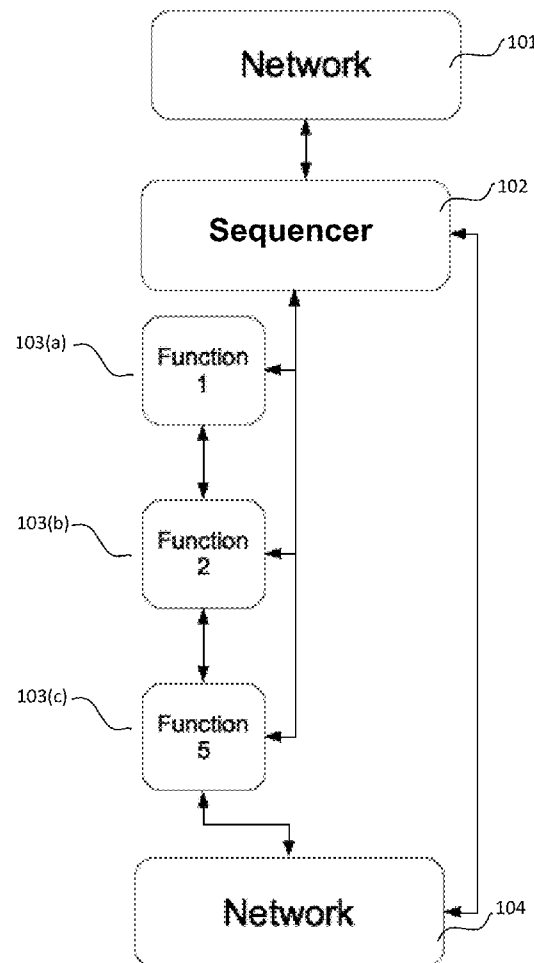 Network
101
102
Sequencer
103(a)
Function
1
103(b)
Function
2
103(c)
Function
5
Network
104